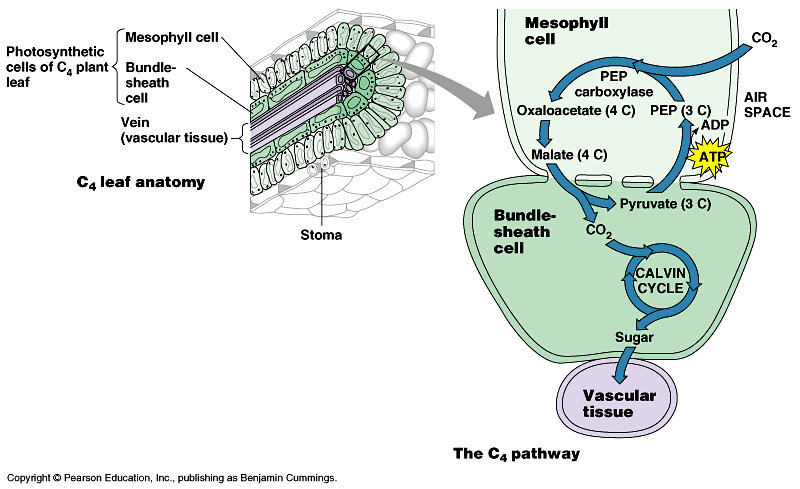 Photosynthetic
cells of C4 plant
leaf
Mesophyll cell
Bundle-
sheath
cell
Vein
(vascular tissue)
C4 leaf anatomy
Stoma
Mesophyll
cell
CO2
PEP
carboxylase
Oxaloacetate (4 C)
PEP (3 C)
AIR
SPACE
ADP
ATP
Malate (4 C)
Pyruvate (3 C)
Bundle-
sheath
cell
CO2
CALVIN
CYCLE
Sugar
Vascular
tissue
The C4 pathway
Copyright © Pearson Education, Inc., publishing as Benjamin Cummings.